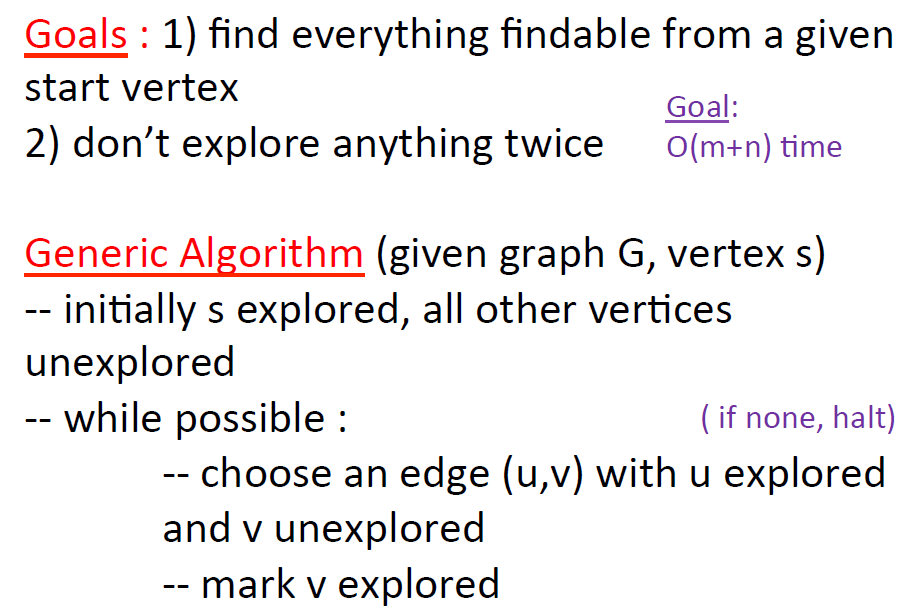 Goals : 1) find everything findable from a given
start vertex
2) don’t explore anything twice
Goal:
O(m+n) time
Generic Algorithm (given graph G, vertex s)
-- initially s explored, all other vertices
unexplored
-- while possible :
( if none, halt)
-- choose an edge (u,v) with u explored
and v unexplored
-- mark v explored